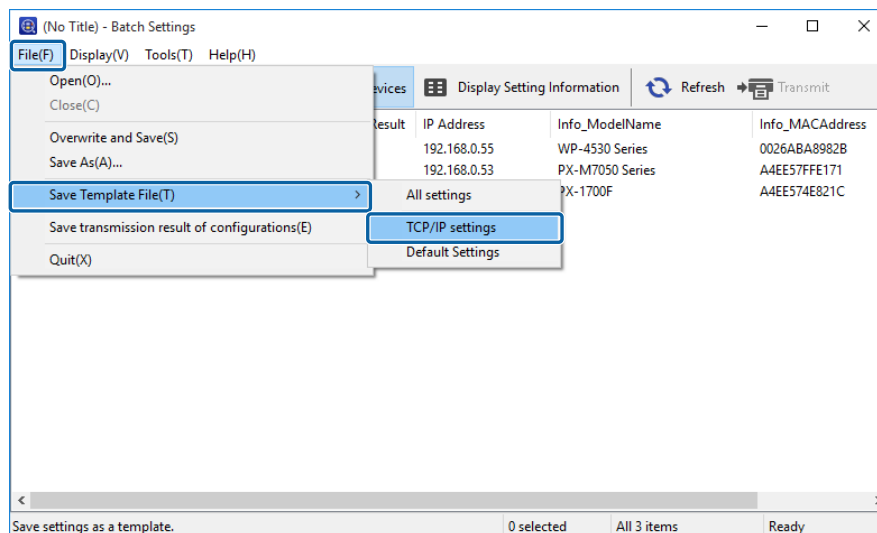 (No Title) - Batch Settings
File(F) Display(V) Tools(T) Help(H)
Open(O)...
Close(C)
Overwrite and Save(S)
Save As(A)...
Save Template File(T)
Save transmission result of configurations(E)
Quit(X)
All settings
TCP/IP settings
Default Settings
Display Setting Information Refresh Transmit
IP Address Info_ModelName Info_MACAddress
192.168.0.55 WP-4530 Series 0026ABA8982B
192.168.0.53 PX-M7050 Series A4EE57FFE171
PX-1700F A4EE574E821C
Save settings as a template. 0 selected All 3 items Ready